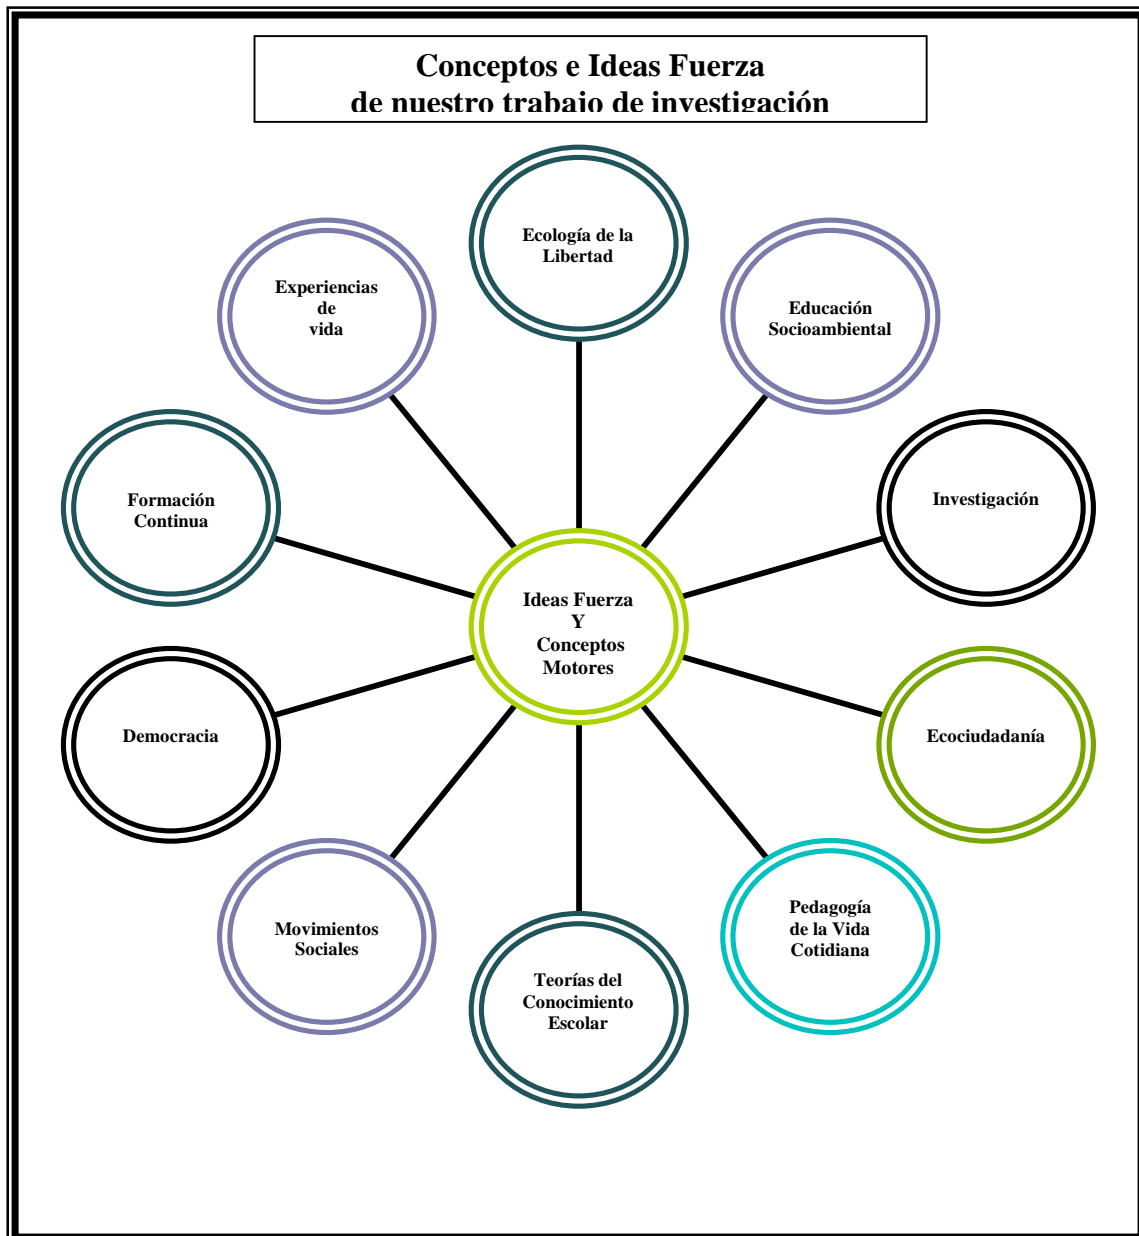 Conceptos e Ideas Fuerza
de nuestro trabajo de investigación
Ecología de la
Libertad
Experiencias
de
vida
Educación
Socioambiental
Formación
Continua
Investigación
Ideas Fuerza
Y
Conceptos
Motores
Democracia
Ecociudadanía
Movimientos
Sociales
Pedagogía
de la Vida
Cotidiana
Teorías del
Conocimiento
Escolar